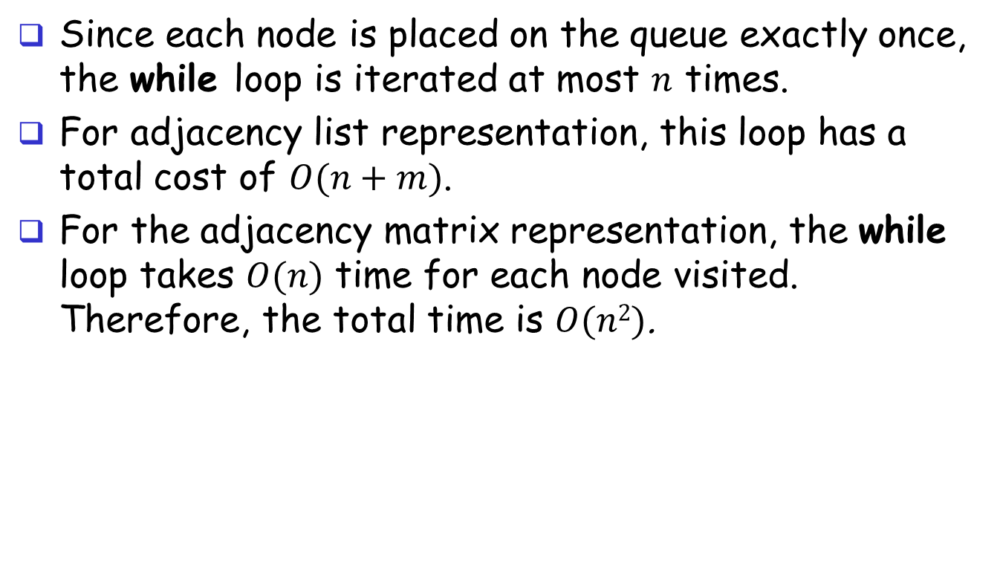 ❑ Since each node is placed on the queue exactly once,
the while loop is iterated at most n times.
❑ For adjacency list representation, this loop has a
total cost of O(n + m).
❑ For the adjacency matrix representation, the while
loop takes O(n) time for each node visited.
Therefore, the total time is O(n²).